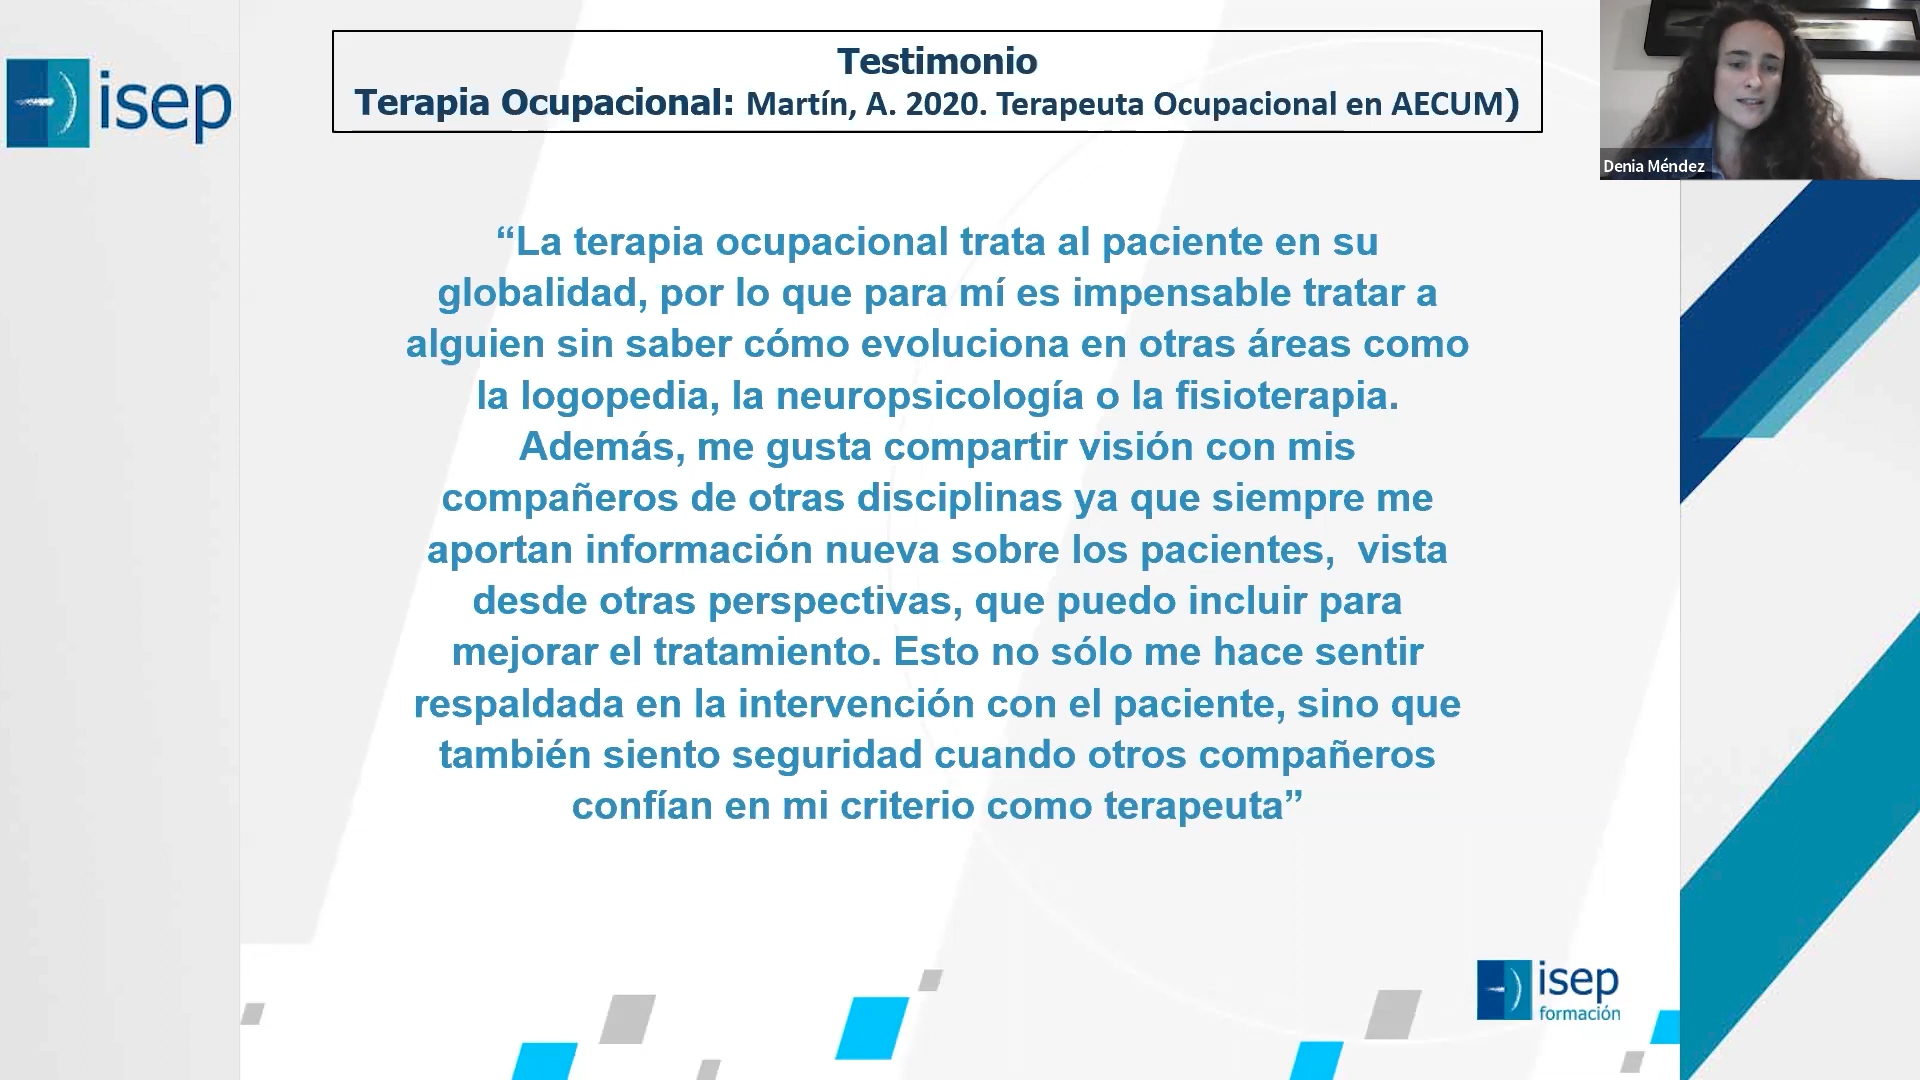 isep
Testimonio
Terapia Ocupacional: Martín, A. 2020. Terapeuta Ocupacional en AECUM)
Denia Méndez
“La terapia ocupacional trata al paciente en su
globalidad, por lo que para mí es impensable tratar a
alguien sin saber cómo evoluciona en otras áreas como
la logopedia, la neuropsicología o la fisioterapia.
Además, me gusta compartir visión con mis
compañeros de otras disciplinas ya que siempre me
aportan información nueva sobre los pacientes,  vista
desde otras perspectivas, que puedo incluir para
mejorar el tratamiento. Esto no sólo me hace sentir
respaldada en la intervención con el paciente, sino que
también siento seguridad cuando otros compañeros
confían en mi criterio como terapeuta”
isep
formación